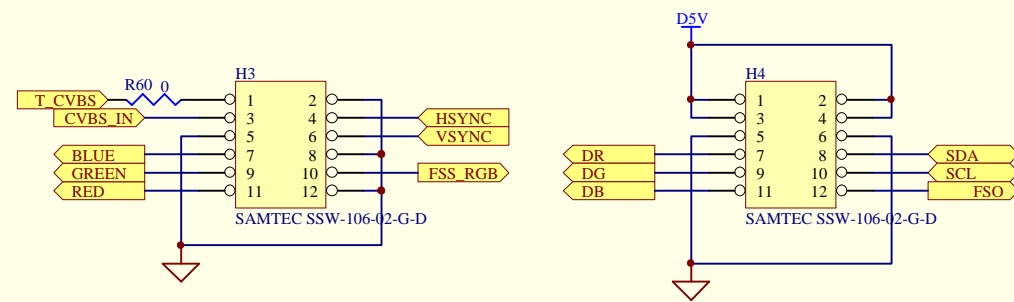 D5V
H3
H4
R60 0
T_CVBS 1 2
CVBS_IN 3 4 HSYNC
5 6 VSYNC
BLUE 7 8
GREEN 9 10 FSS_RGB
RED 11 12
SAMTEC SSW-106-02-G-D
1 2
3 4
5 6
DR 7 8 SDA
DG 9 10 SCL
DB 11 12 FSO
SAMTEC SSW-106-02-G-D